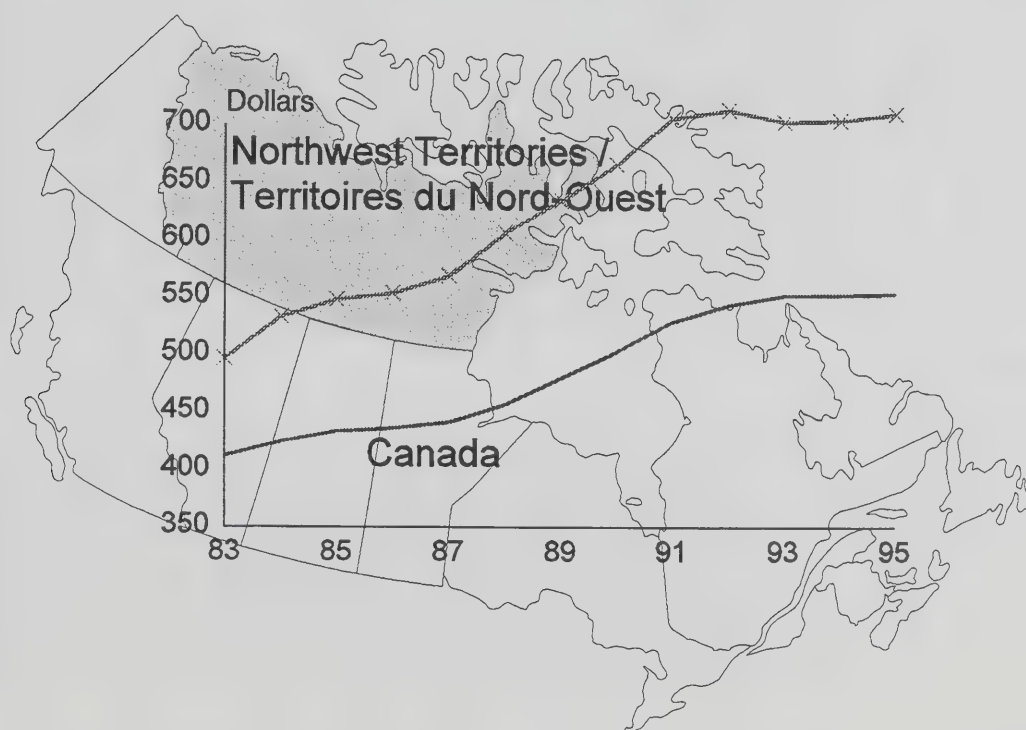 Dollars
700
Northwest Territories /
650
Territoires du Nord-Ouest
600
550
500
450
Canada
400
350
83 85 87 89 91 93 95